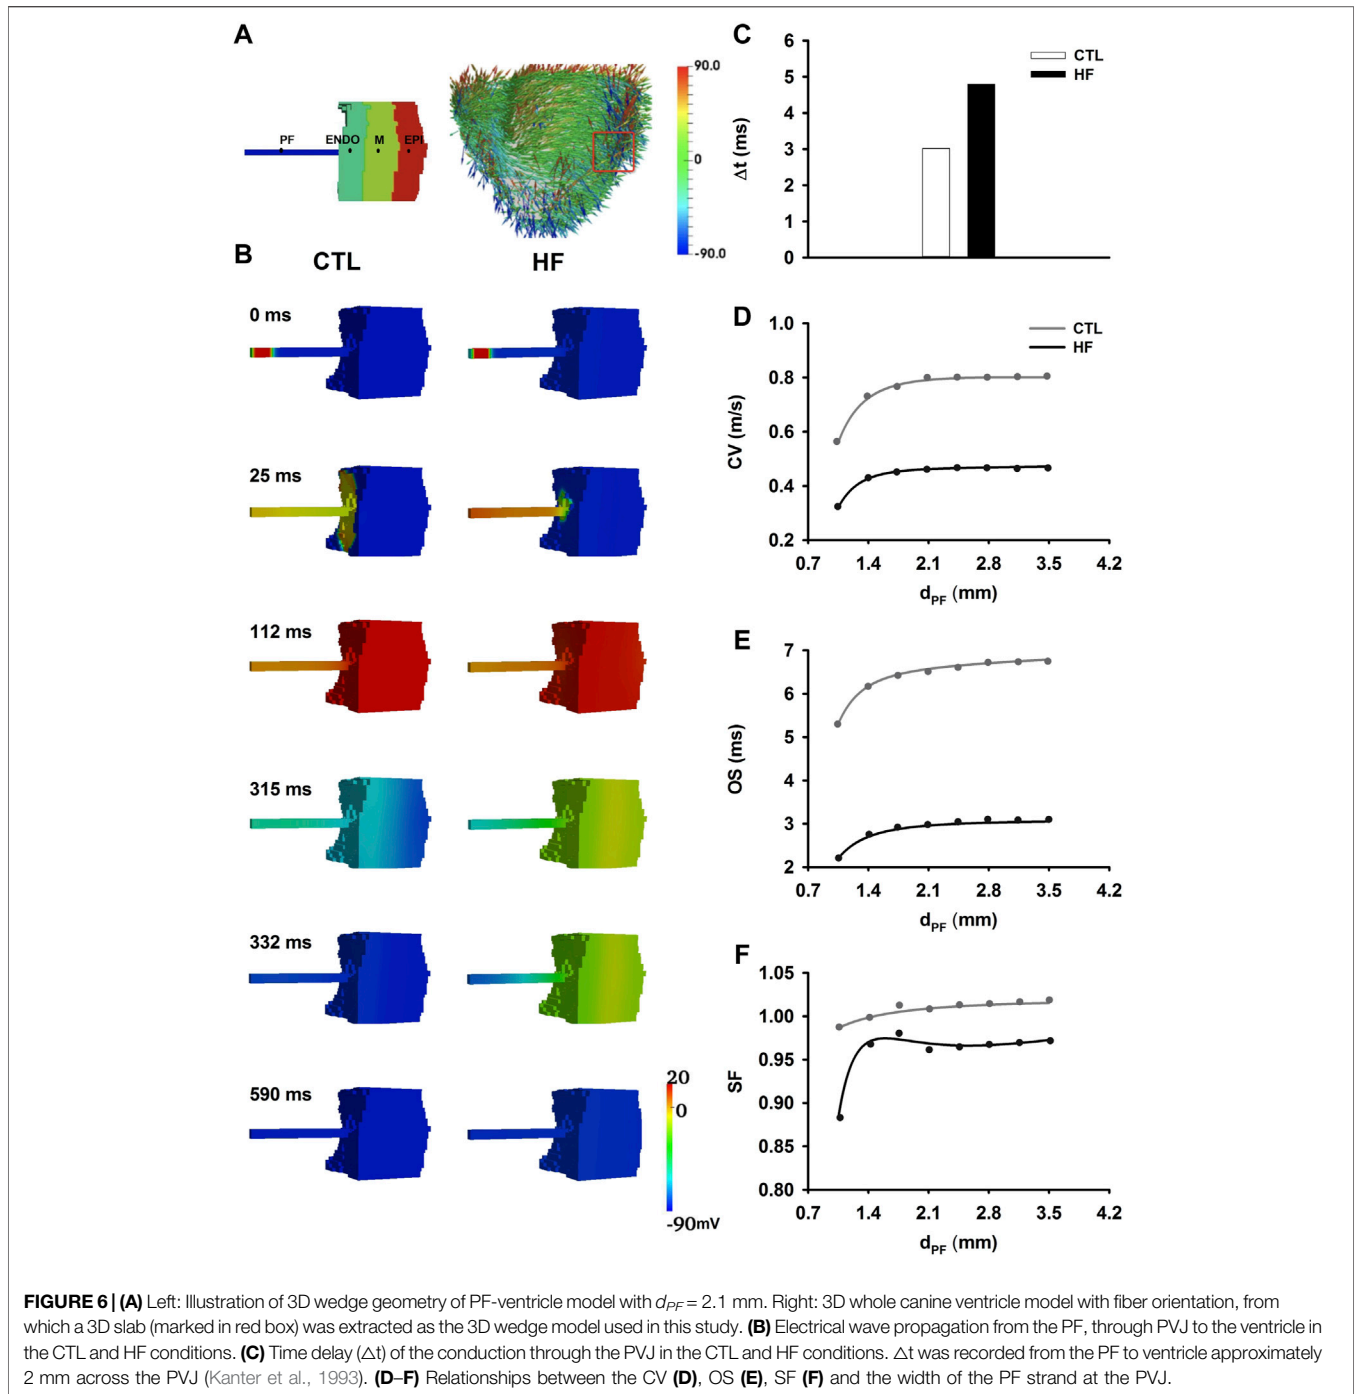 A
PF ENDO M EPI
90.0
0
-90.0
B
CTL HF
0 ms
25 ms
112 ms
315 ms
332 ms
590 ms
20
0
-90mV
C
CTL
HF
6
5
4
3
2
1
0
Δt (ms)
D
CTL
HF
1.0
0.8
0.6
0.4
0.2
CV (m/s)
0.7 1.4 2.1 2.8 3.5 4.2
dPF (mm)
E
7
6
5
4
3
2
OS (ms)
0.7 1.4 2.1 2.8 3.5 4.2
dPF (mm)
F
1.05
1.00
0.95
0.90
0.85
0.80
SF
0.7 1.4 2.1 2.8 3.5 4.2
dPF (mm)
FIGURE 6 | (A) Left: Illustration of 3D wedge geometry of PF-ventricle model with dPF = 2.1 mm. Right: 3D whole canine ventricle model with fiber orientation, from
which a 3D slab (marked in red box) was extracted as the 3D wedge model used in this study. (B) Electrical wave propagation from the PF, through PVJ to the ventricle in
the CTL and HF conditions. (C) Time delay (△t) of the conduction through the PVJ in the CTL and HF conditions. △t was recorded from the PF to ventricle approximately
2 mm across the PVJ (Kanter et al., 1993). (D–F) Relationships between the CV (D), OS (E), SF (F) and the width of the PF strand at the PVJ.